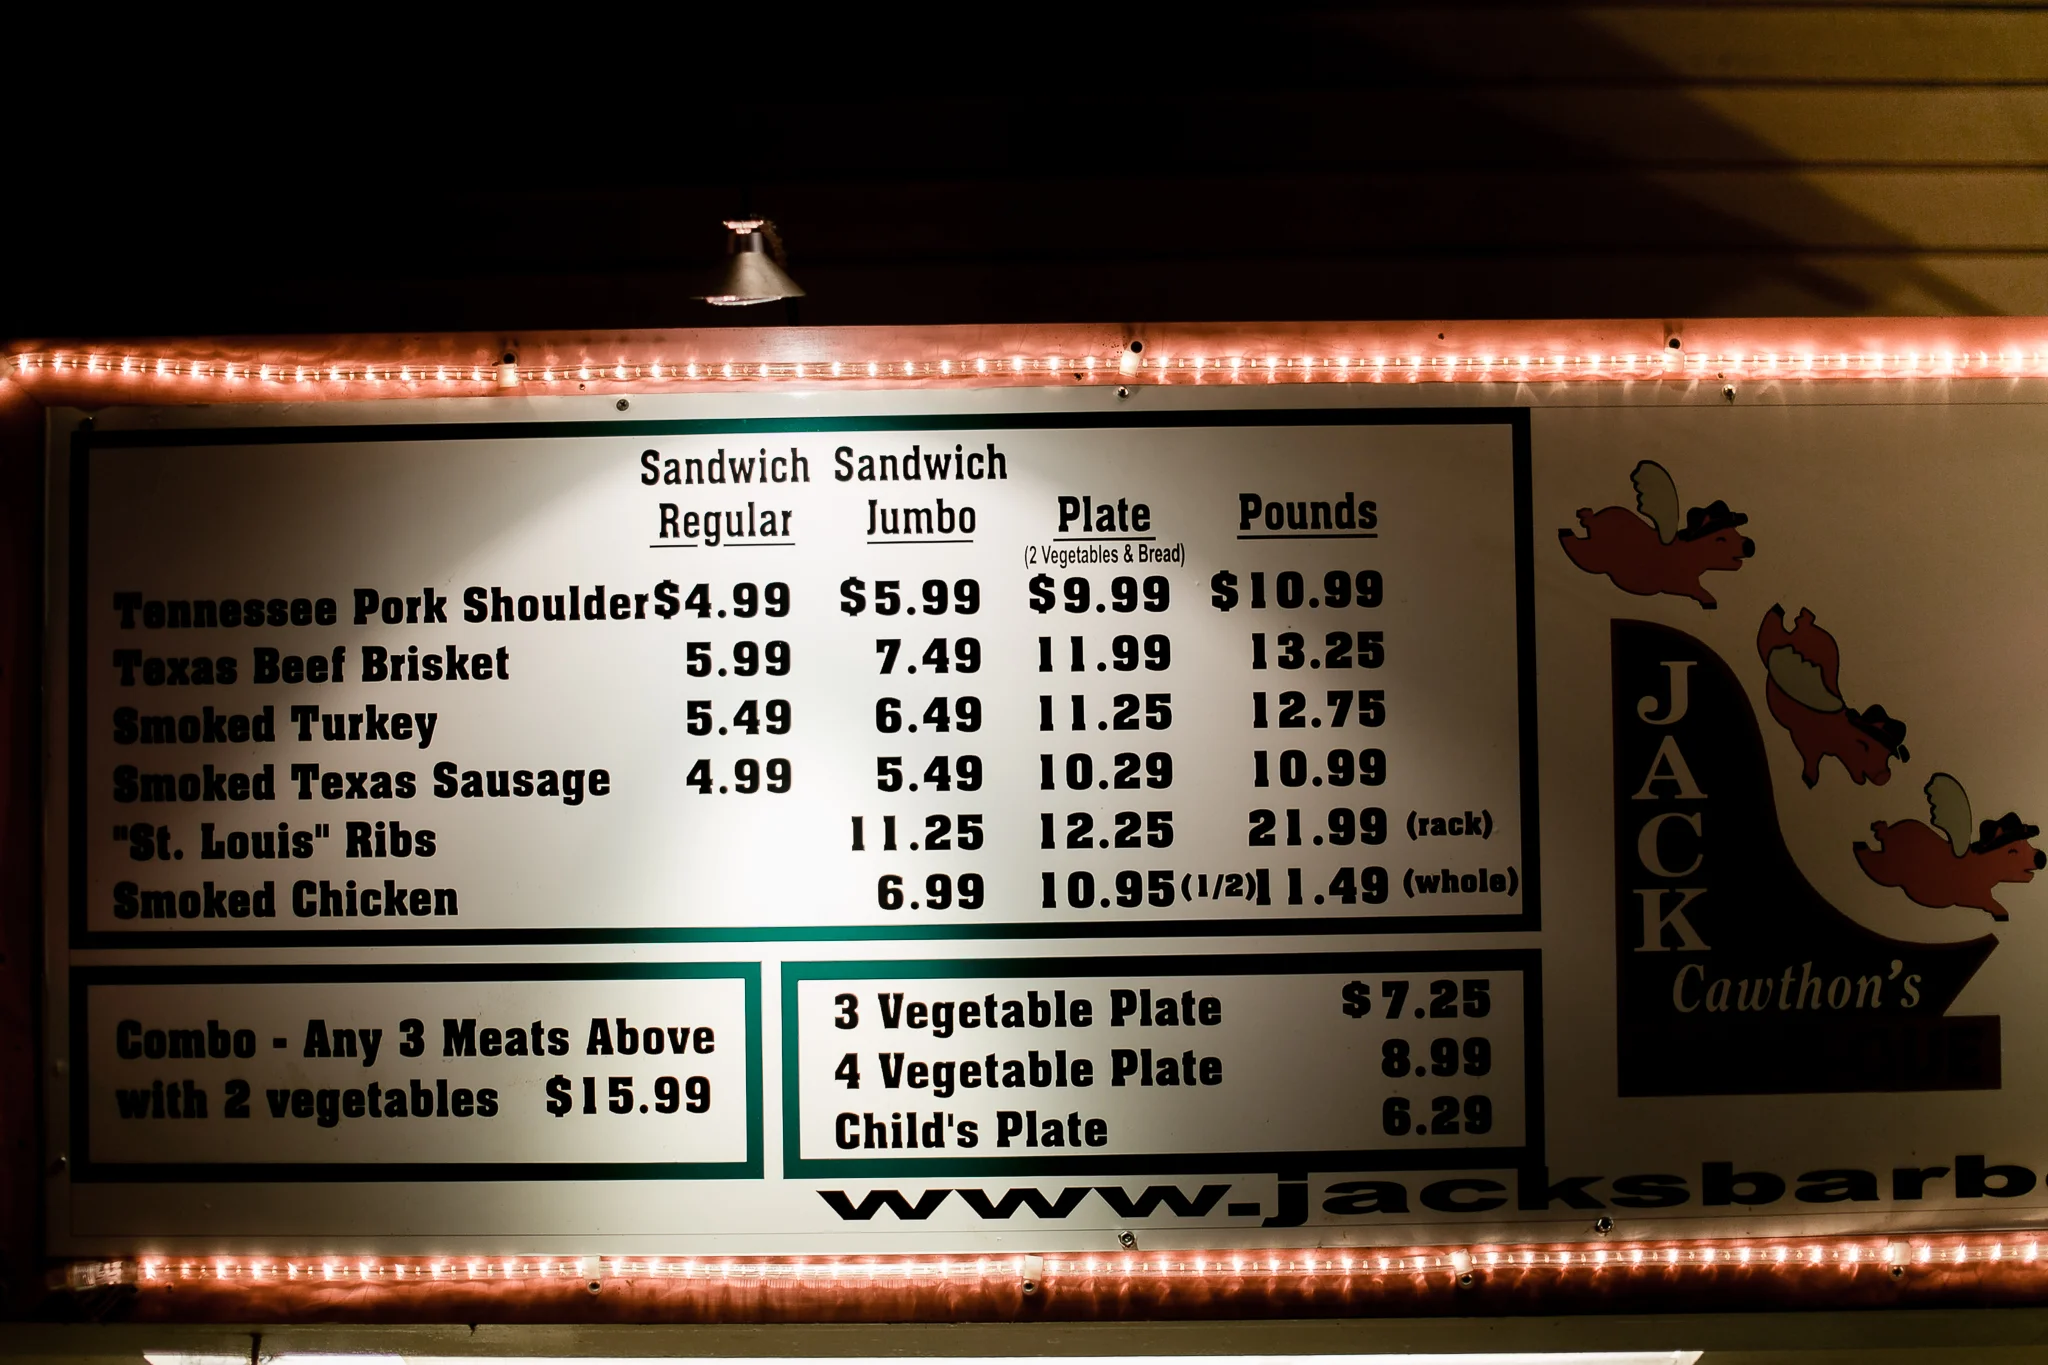 Sandwich Sandwich
Regular Jumbo Plate Pounds
(2 Vegetables & Bread)
Tennessee Pork Shoulder $4.99 $5.99 $9.99 $10.99
Texas Beef Brisket 5.99 7.49 11.99 13.25
Smoked Turkey 5.49 6.49 11.25 12.75
Smoked Texas Sausage 4.99 5.49 10.29 10.99
"St. Louis" Ribs 11.25 12.25 21.99 (rack)
Smoked Chicken 6.99 10.95 (1/2) 11.49 (whole)
Combo - Any 3 Meats Above
with 2 vegetables $15.99
3 Vegetable Plate $7.25
4 Vegetable Plate 8.99
Child's Plate 6.29
JACK
Cawthon's
www.jacksbarb